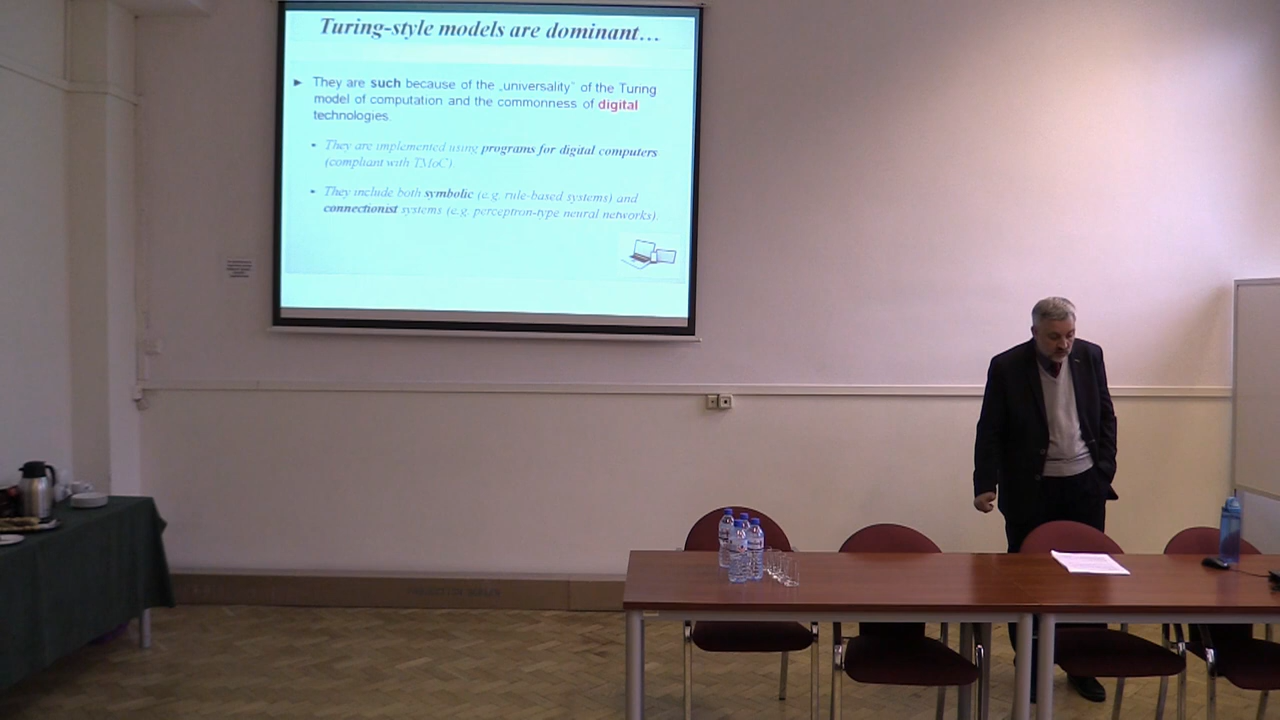 Turing-style models are dominant…
► They are such because of the „universality” of the Turing
model of computation and the commonness of digital
technologies.
• They are implemented using programs for digital computers
(compliant with TMoC).
• They include both symbolic (e.g. rule-based systems) and
connectionist systems (e.g. perceptron-type neural networks).